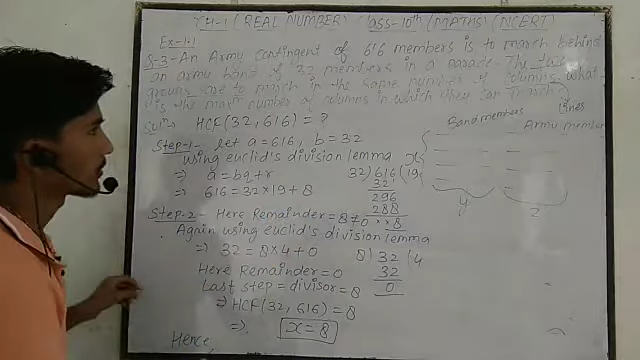 CH-1 (REAL NUMBER) Class-10th (MATHS) (NCERT)
Ex-1.1
Q-3- An Army contingent of 616 members is to march behind
an army band of 32 members in a parade. The two
groups are to march in the same number of columns. what
is the maxm number of columns in which they can march
lines
Soln- HCF(32, 616) = ?
Band members Army member
Step-1- let a=616, b=32
using euclid's division lemma
⇒ a = bq + r
⇒ 616 = 32×19 + 8
32) 616 (19
32↓
296
288
××8
x
y
z
Step-2- Here Remainder = 8 ≠ 0
Again using euclid's division lemma
⇒ 32 = 8×4 + 0
8) 32 (4
32
0
Here Remainder = 0
Last step = divisor = 8
⇒ HCF(32, 616) = 8
⇒ x = 8
Hence,